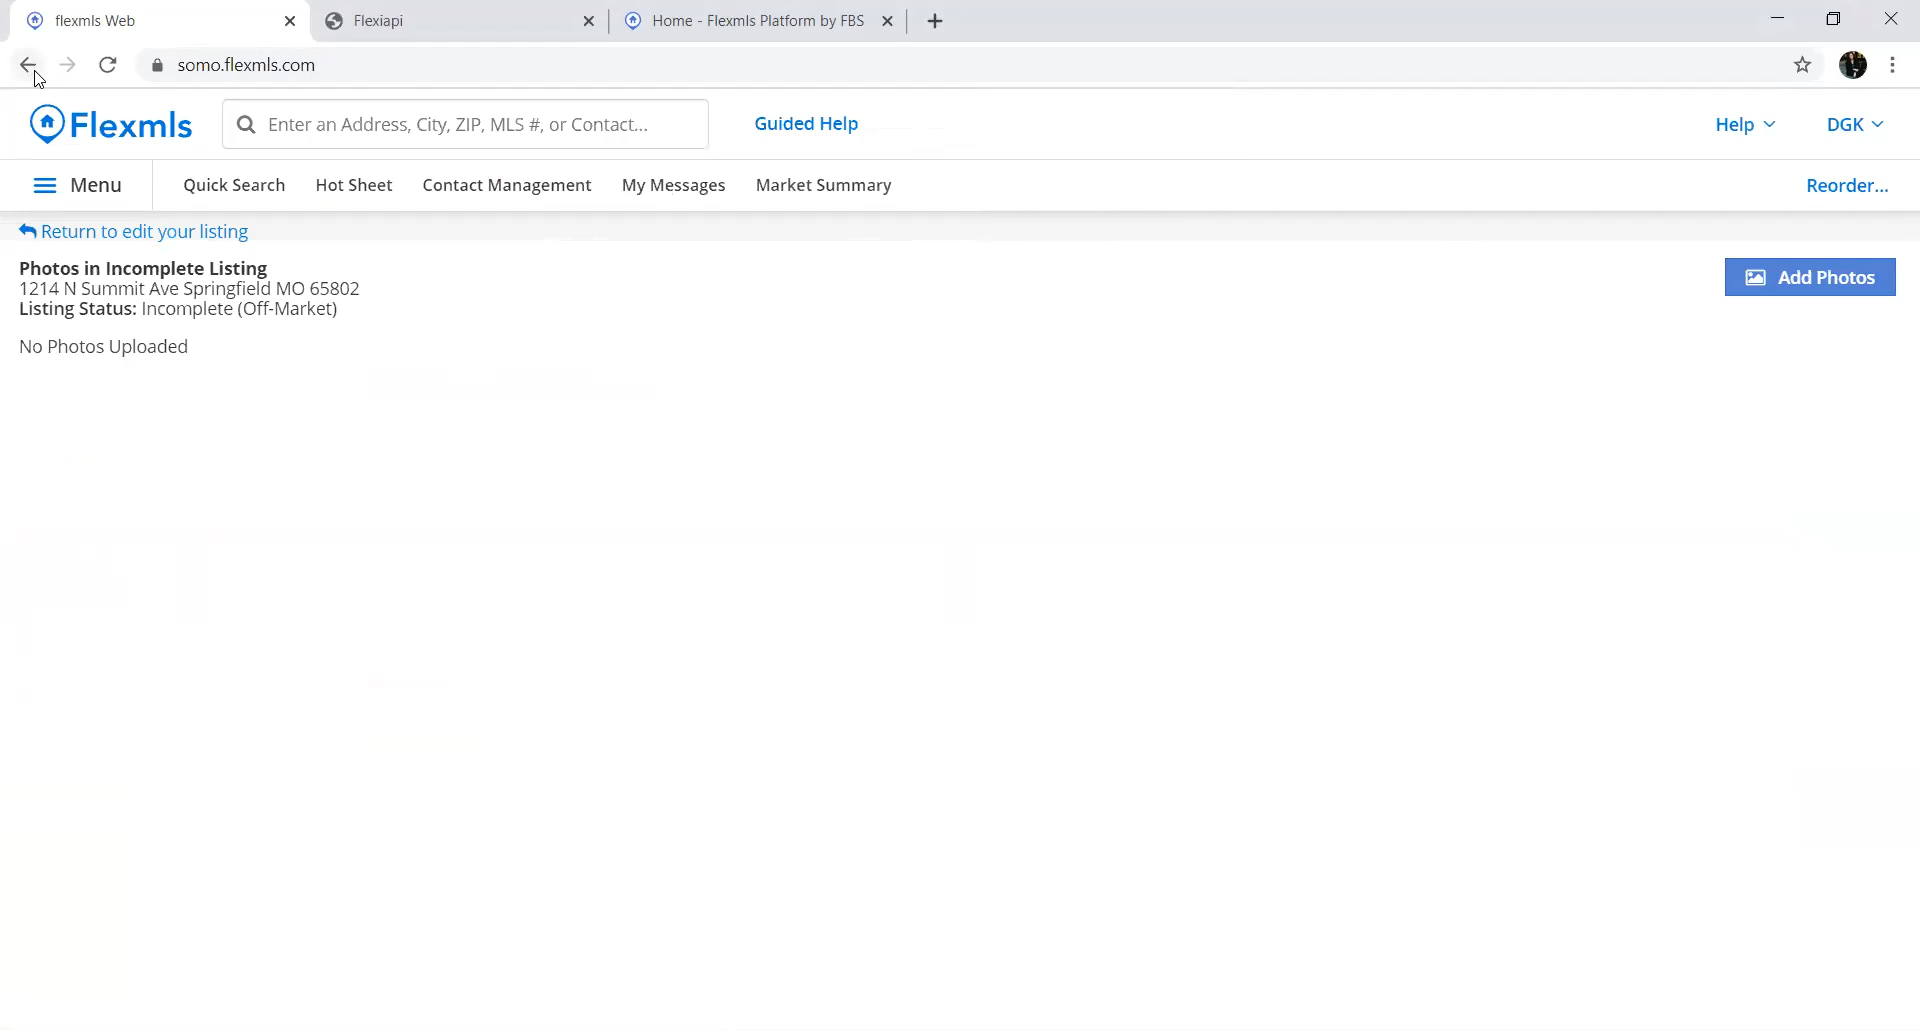 flexmls Web
Flexiapi
Home - Flexmls Platform by FBS
somo.flexmls.com
Flexmls
Enter an Address, City, ZIP, MLS #, or Contact...
Guided Help
Help
DGK
Menu
Quick Search
Hot Sheet
Contact Management
My Messages
Market Summary
Reorder...
Return to edit your listing
Photos in Incomplete Listing
1214 N Summit Ave Springfield MO 65802
Listing Status: Incomplete (Off-Market)
Add Photos
No Photos Uploaded